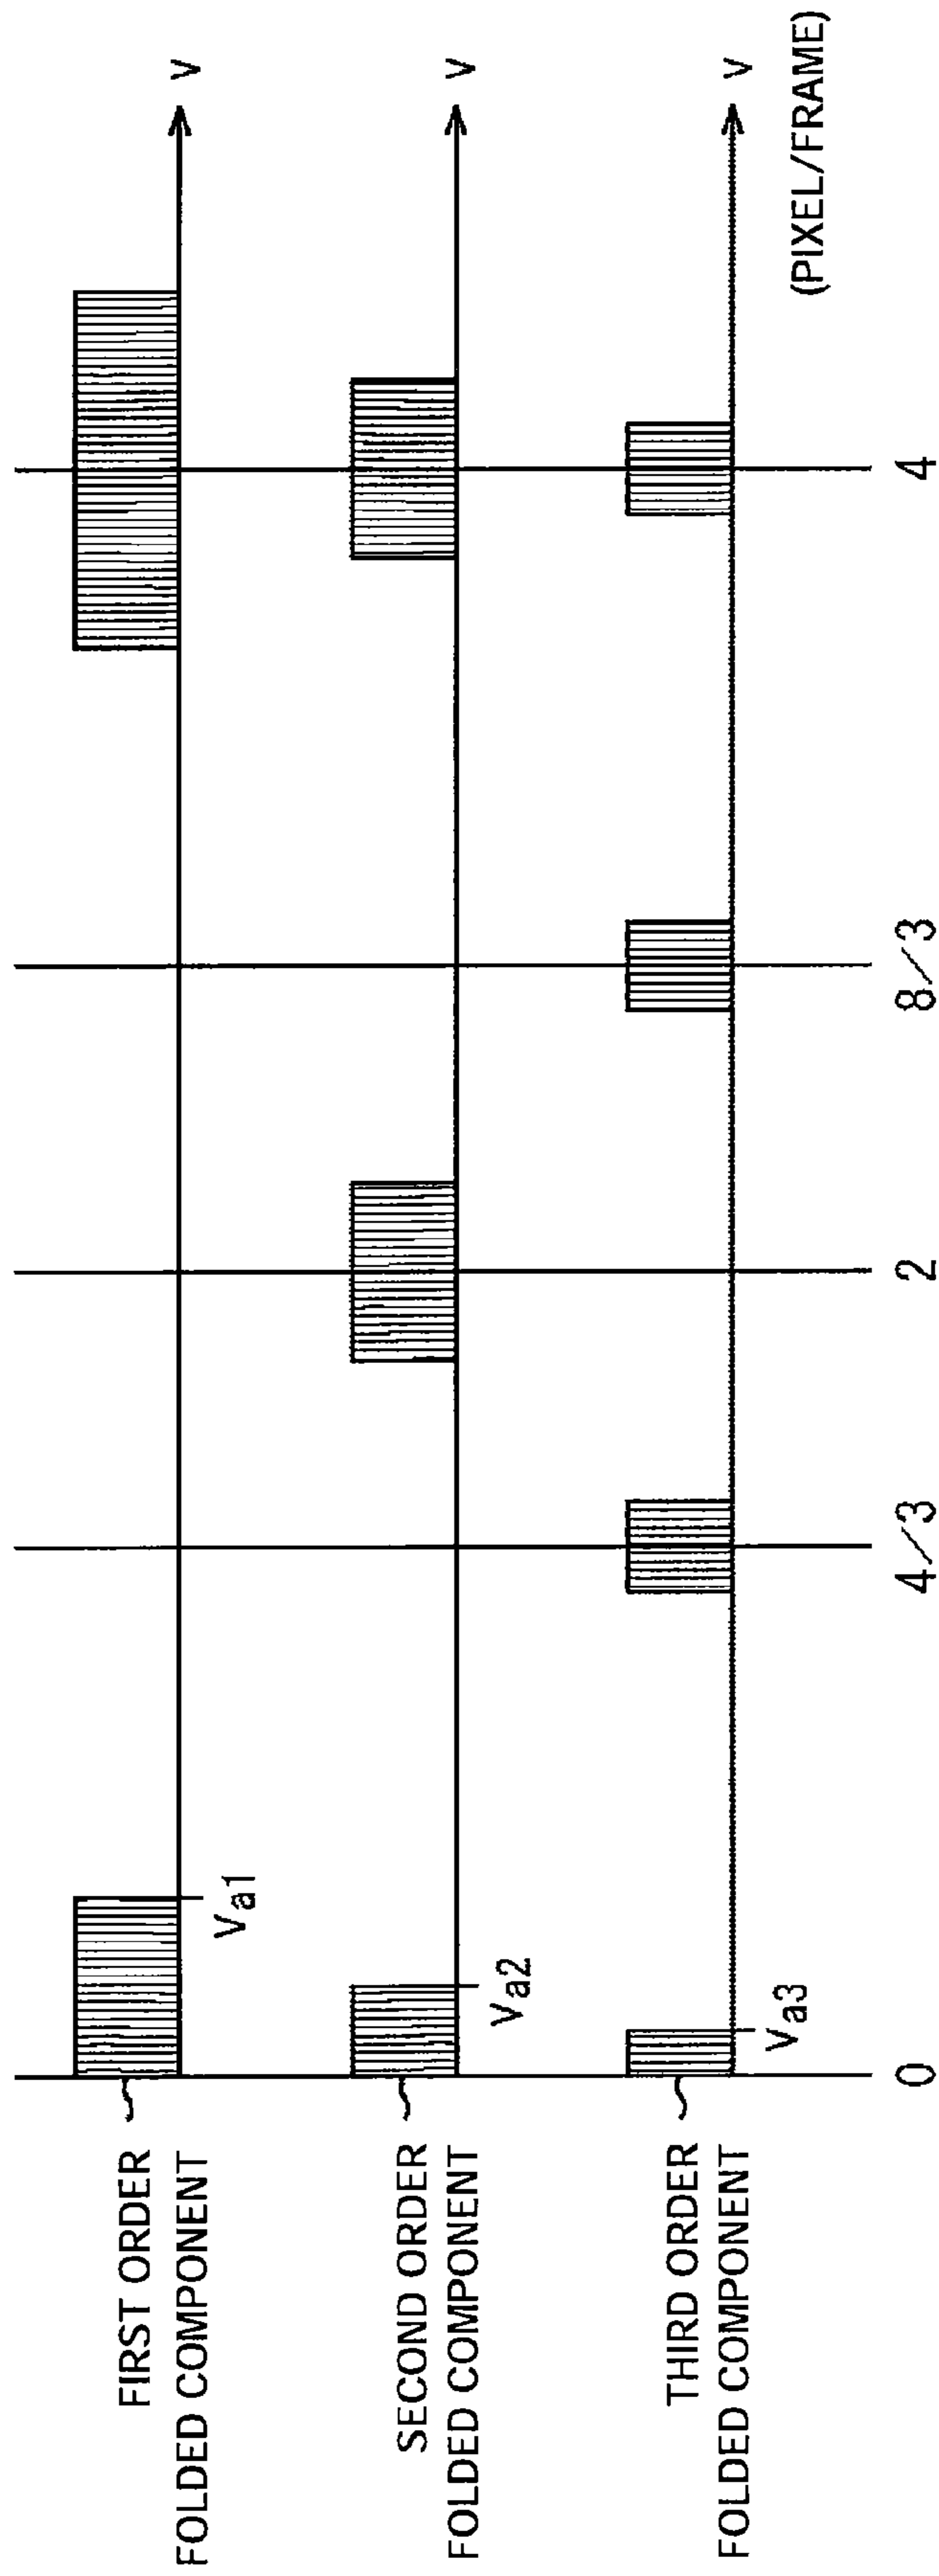 FIRST ORDER
FOLDED COMPONENT
Va1
V
SECOND ORDER
FOLDED COMPONENT
Va2
V
THIRD ORDER
FOLDED COMPONENT
Va3
V
(PIXEL/FRAME)
0
4/3
2
8/3
4